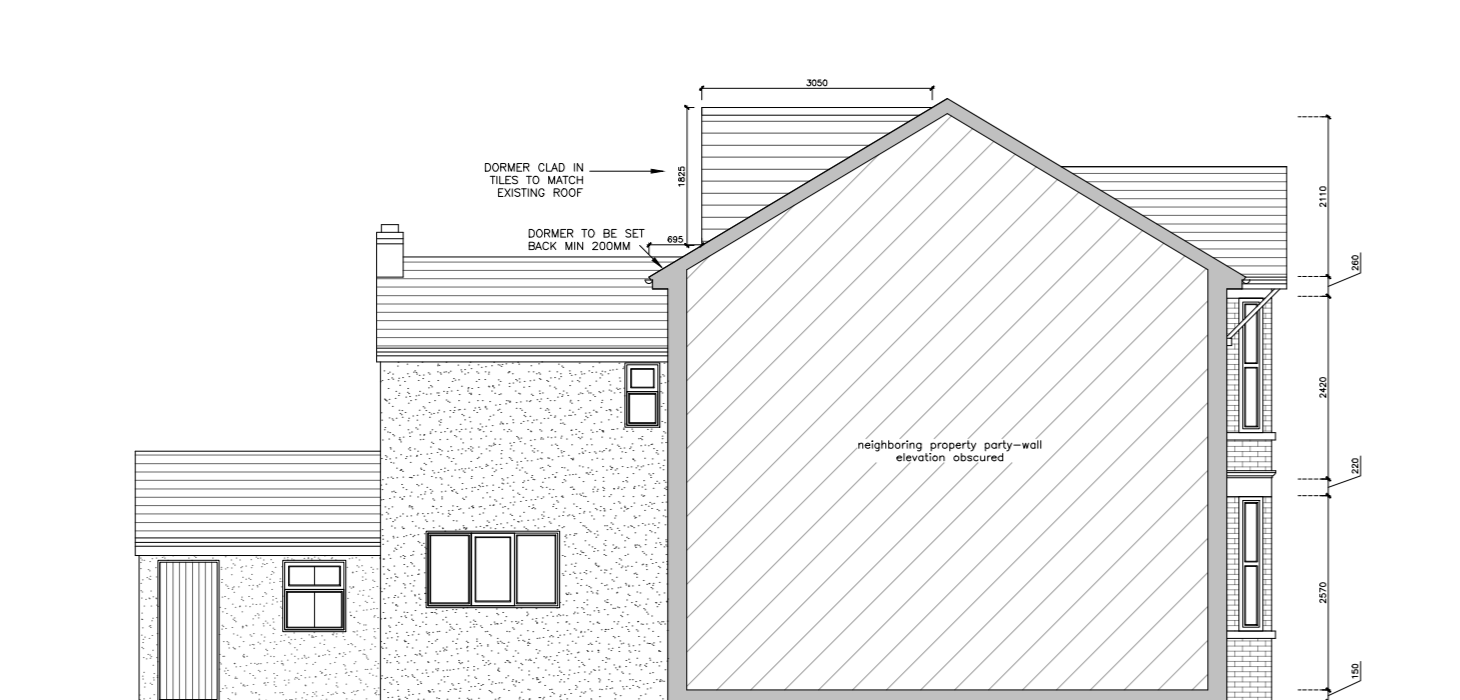 3050
DORMER CLAD IN
TILES TO MATCH
EXISTING ROOF
1825
2110
DORMER TO BE SET
BACK MIN 200MM
695
260
2420
neighboring property party-wall
elevation obscured
220
2570
150